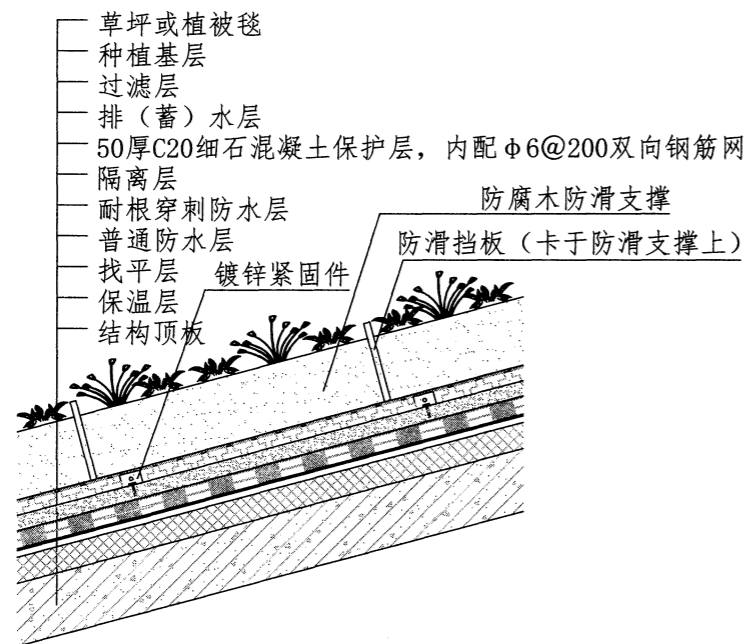 草坪或植被毯
种植基层
过滤层
排（蓄）水层
50厚C20细石混凝土保护层，内配φ6@200双向钢筋网
隔离层
耐根穿刺防水层
防腐木防滑支撑
普通防水层
防滑挡板（卡于防滑支撑上）
找平层
镀锌紧固件
保温层
结构顶板